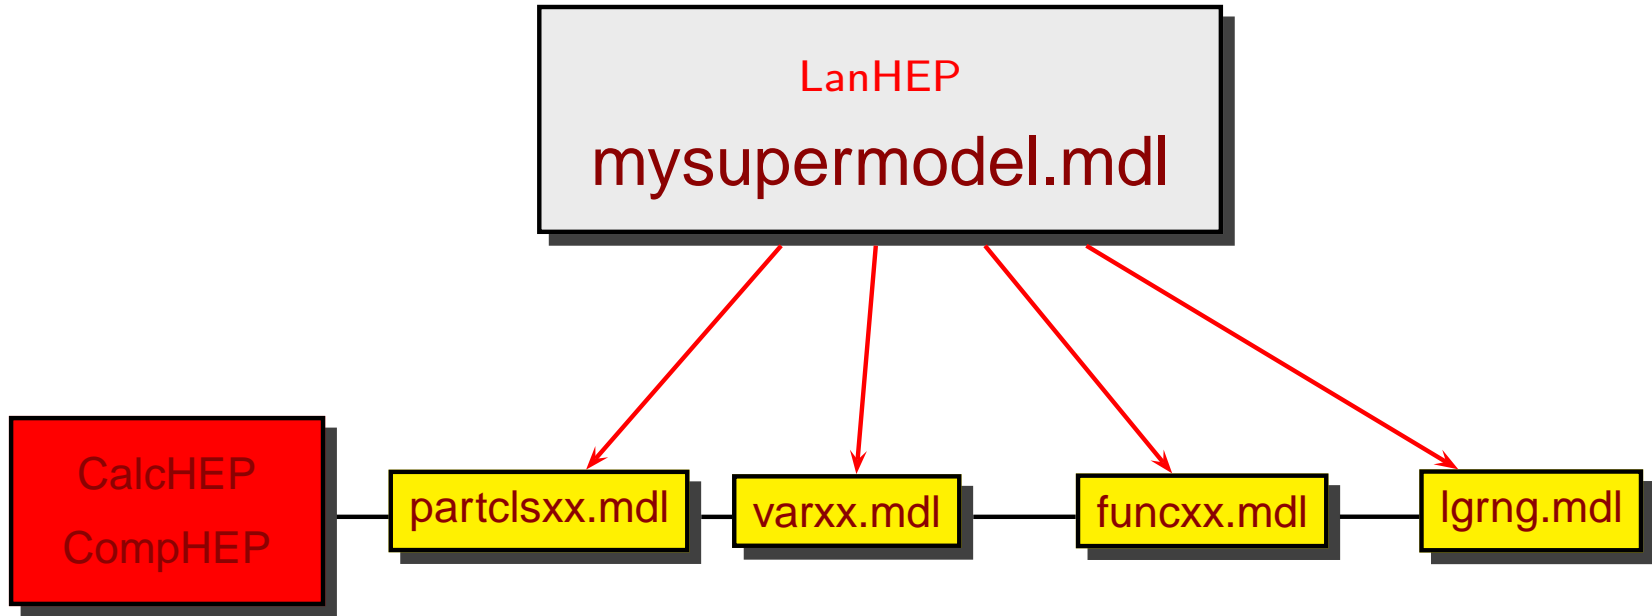 LanHEP
mysupermodel.mdl
CalcHEP
CompHEP
partclsxx.mdl
varxx.mdl
funcxx.mdl
lgrng.mdl